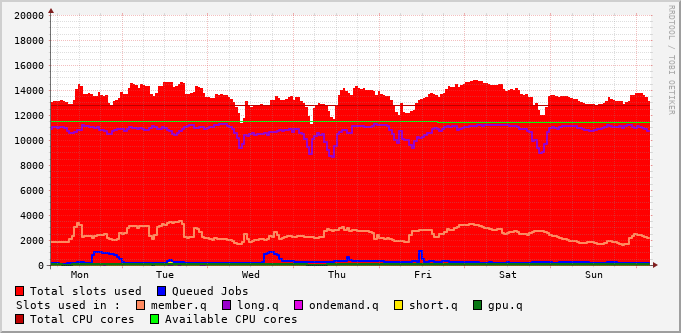 RRDTOOL / TOBI OETIKER
20000
18000
16000
14000
12000
10000
8000
6000
4000
2000
0
Mon Tue Wed Thu Fri Sat Sun
Total slots used Queued Jobs
Slots used in : member.q long.q ondemand.q short.q gpu.q
Total CPU cores Available CPU cores